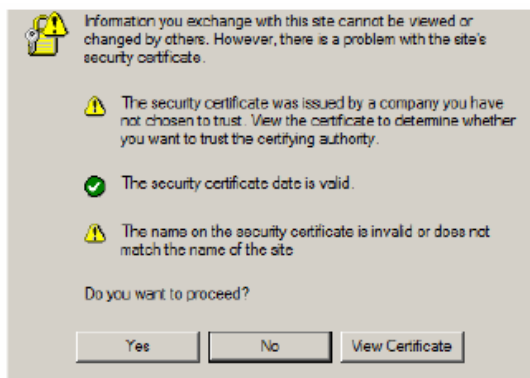 Information you exchange with this site cannot be viewed or
changed by others. However, there is a problem with the site's
security certificate.
The security certificate was issued by a company you have
not chosen to trust. View the certificate to determine whether
you want to trust the certifying authority.
The security certificate date is valid.
The name on the security certificate is invalid or does not
match the name of the site
Do you want to proceed?
Yes No View Certificate